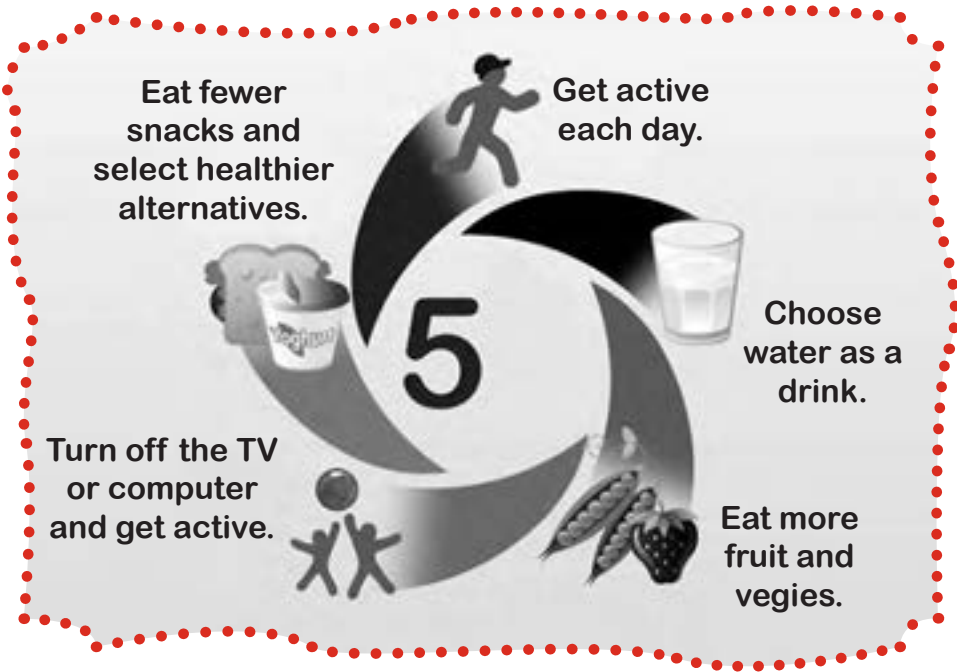 Get active
each day.
Choose
water as a
drink.
Eat more
fruit and
vegies.
Turn off the TV
or computer
and get active.
Eat fewer
snacks and
select healthier
alternatives.
Yoghurt
5